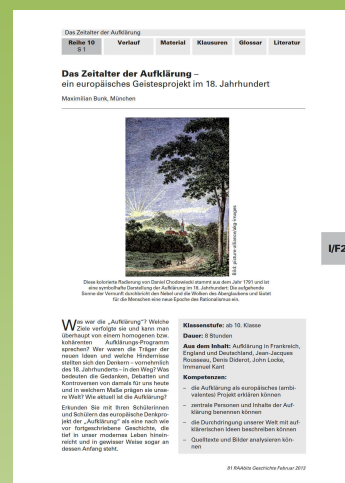 Das Zeitalter der Aufklärung
Reihe 10 Verlauf Material Klausuren Glossar Literatur
S 1
Das Zeitalter der Aufklärung –
ein europäisches Geistesprojekt im 18. Jahrhundert
Maximilian Bunk, München
Bild: picture-alliance/akg-images
I/F2
Diese kolorierte Radierung von Daniel Chodowiecki stammt aus dem Jahr 1791 und ist
eine symbolhafte Darstellung der Aufklärung im 18. Jahrhundert: Die aufgehende
Sonne der Vernunft durchbricht den Nebel und die Wolken des Aberglaubens und läutet
für die Menschen eine neue Epoche des Rationalismus ein.
Was war die „Aufklärung“? Welche
Ziele verfolgte sie und kann man
überhaupt von einem homogenen bzw.
kohärenten Aufklärungs-Programm
sprechen? Wer waren die Träger der
neuen Ideen und welche Hindernisse
stellten sich den Denkern – vornehmlich
des 18. Jahrhunderts – in den Weg? Was
bedeuten die Gedanken, Debatten und
Kontroversen von damals für uns heute
und in welchem Maße prägen sie unse-
re Welt? Wie aktuell ist die Aufklärung?
Erkunden Sie mit Ihren Schülerinnen
und Schülern das europäische Denkpro-
jekt der „Aufklärung“ als eine nach wie
vor fortgeschriebene Geschichte, die
tief in unser modernes Leben hinein-
reicht und in gewisser Weise sogar an
dessen Anfang steht.
Klassenstufe: ab 10. Klasse
Dauer: 8 Stunden
Aus dem Inhalt: Aufklärung in Frankreich,
England und Deutschland, Jean-Jacques
Rousseau, Denis Diderot, John Locke,
Immanuel Kant
Kompetenzen:
– die Aufklärung als europäisches (ambi-
valentes) Projekt erklären können
– zentrale Personen und Inhalte der Auf-
klärung benennen können
– die Durchdringung unserer Welt mit auf-
klärerischen Ideen beschreiben können
– Quelltexte und Bilder analysieren kön-
nen
81 RAAbits Geschichte Februar 2013